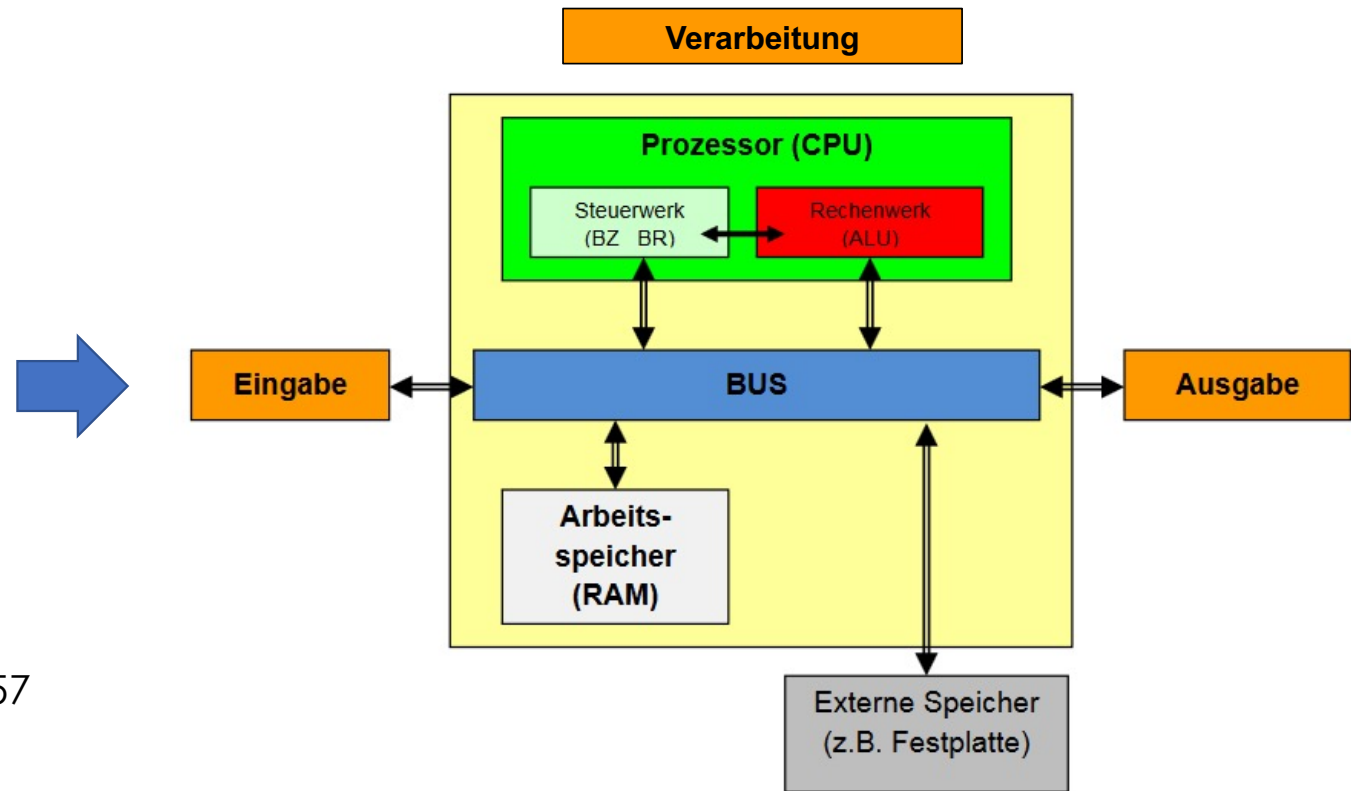 Verarbeitung
Prozessor (CPU)
Steuerwerk
(BZ BR)
Rechenwerk
(ALU)
Eingabe
BUS
Ausgabe
Arbeits-
speicher
(RAM)
57
Externe Speicher
(z.B. Festplatte)